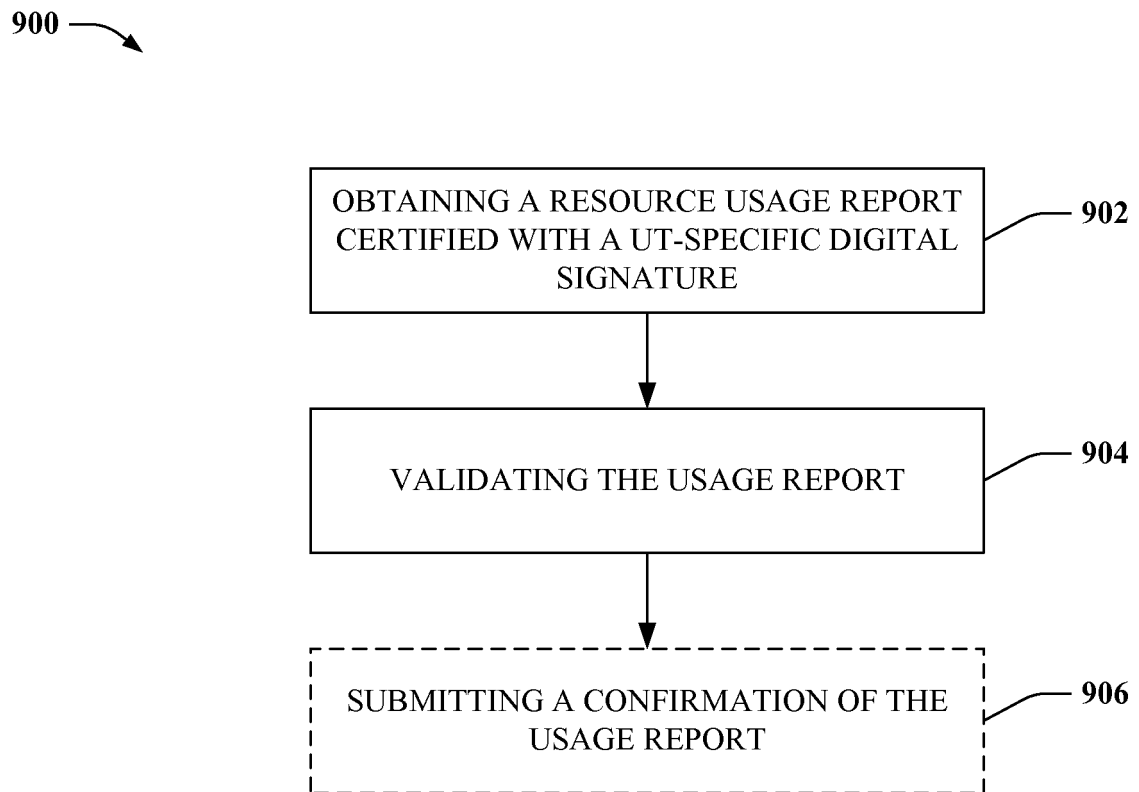 900
OBTAINING A RESOURCE USAGE REPORT
CERTIFIED WITH A UT-SPECIFIC DIGITAL
SIGNATURE
902
VALIDATING THE USAGE REPORT
904
SUBMITTING A CONFIRMATION OF THE
USAGE REPORT
906